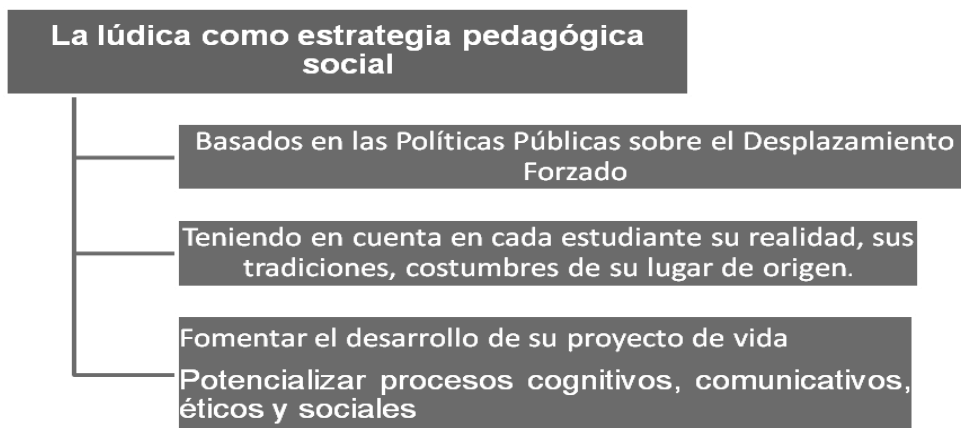 La lúdica como estrategia pedagógica
social
Basados en las Políticas Públicas sobre el Desplazamiento
Forzado
Teniendo en cuenta en cada estudiante su realidad, sus
tradiciones, costumbres de su lugar de origen.
Fomentar el desarrollo de su proyecto de vida
Potencializar procesos cognitivos, comunicativos,
éticos y sociales